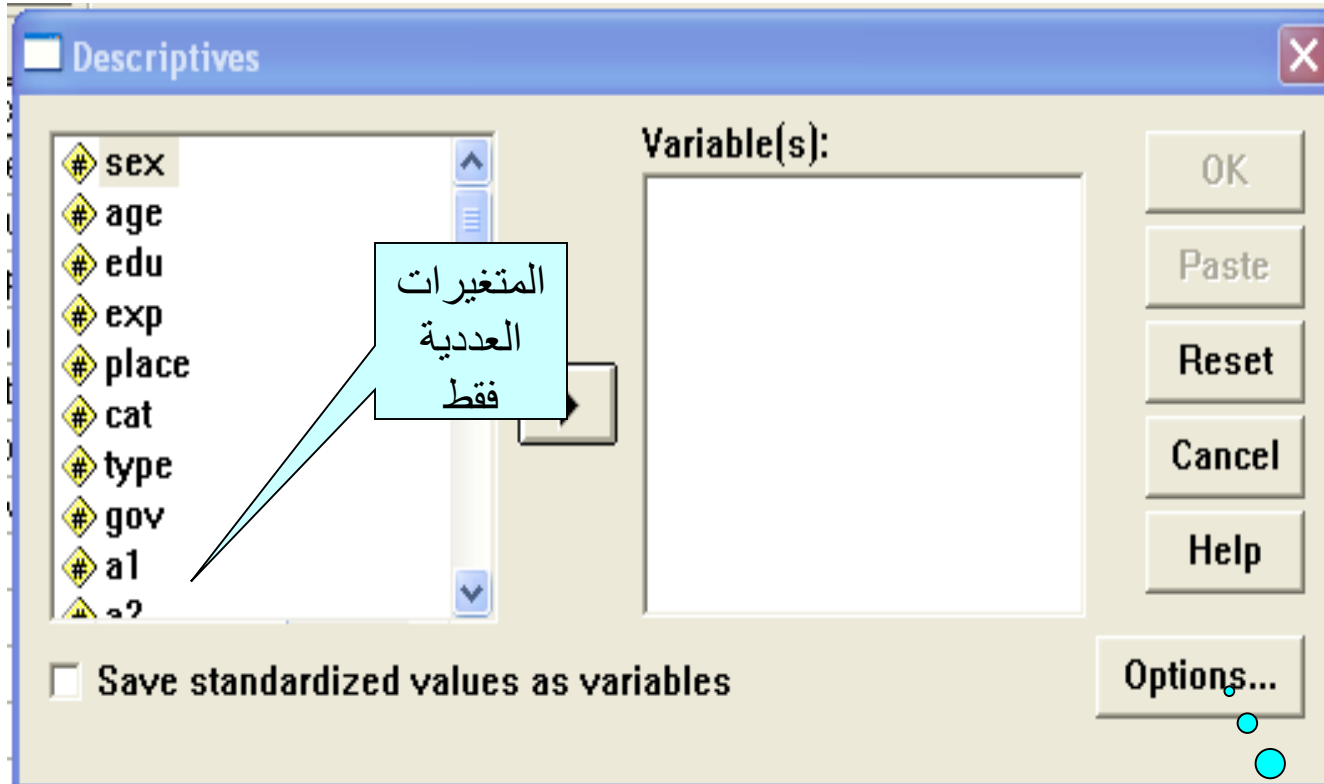 Descriptives
sex
age
edu
exp
place
cat
type
gov
a1
a2
المتغيرات
العددية
فقط
Variable(s):
OK
Paste
Reset
Cancel
Help
Options...
Save standardized values as variables